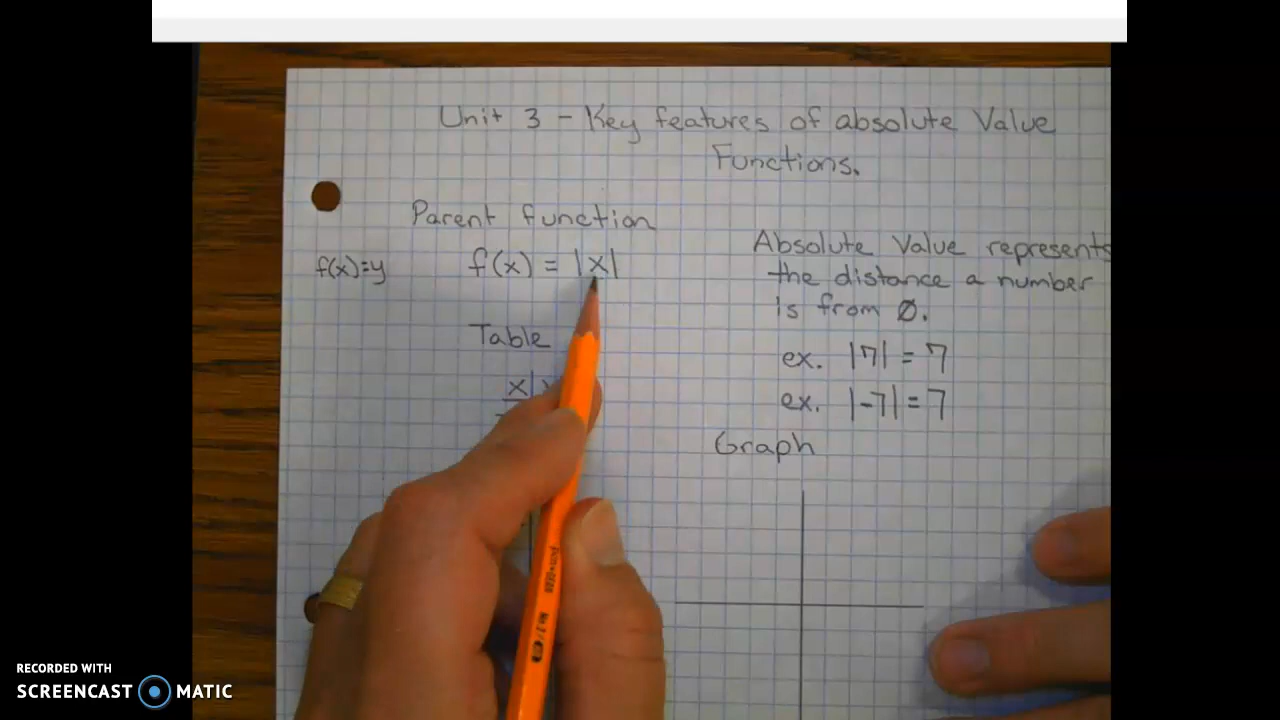 Unit 3 - Key features of absolute Value
Functions.
Parent function
f(x)=y
f(x) = |x|
Absolute Value represents
the distance a number
is from Ø.
Table
ex. |7| = 7
x|
ex. |-7| = 7
Graph
RECORDED WITH
SCREENCAST MATIC